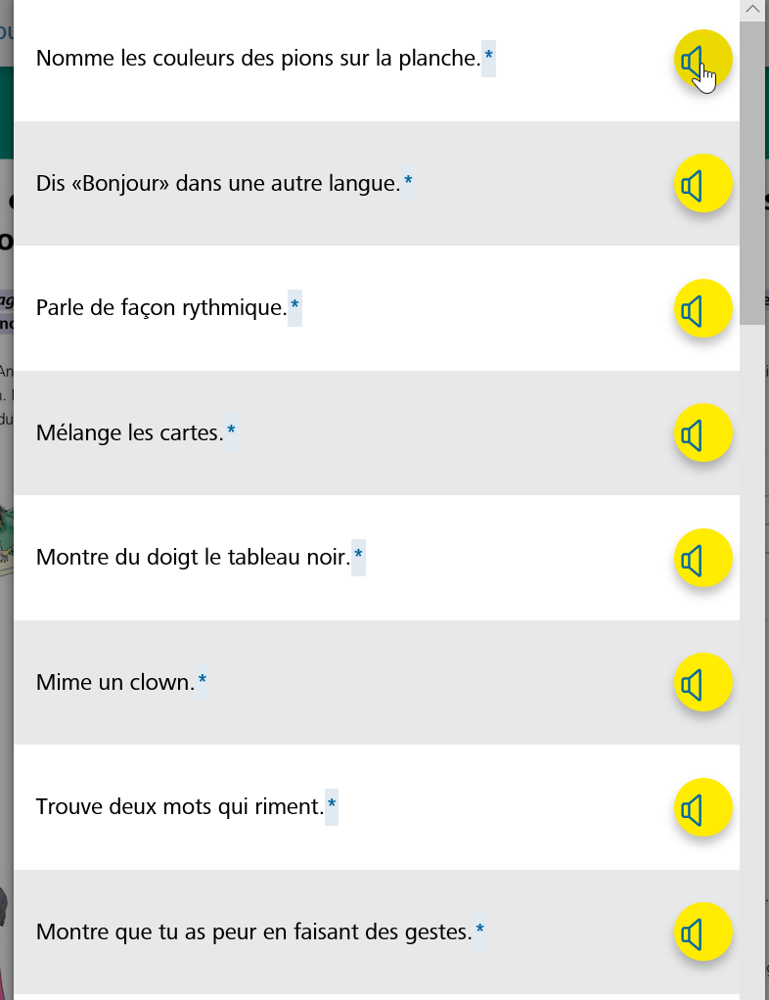 Nomme les couleurs des pions sur la planche.*
Dis «Bonjour» dans une autre langue.*
Parle de façon rythmique.*
Mélange les cartes.*
Montre du doigt le tableau noir.*
Mime un clown.*
Trouve deux mots qui riment.*
Montre que tu as peur en faisant des gestes.*